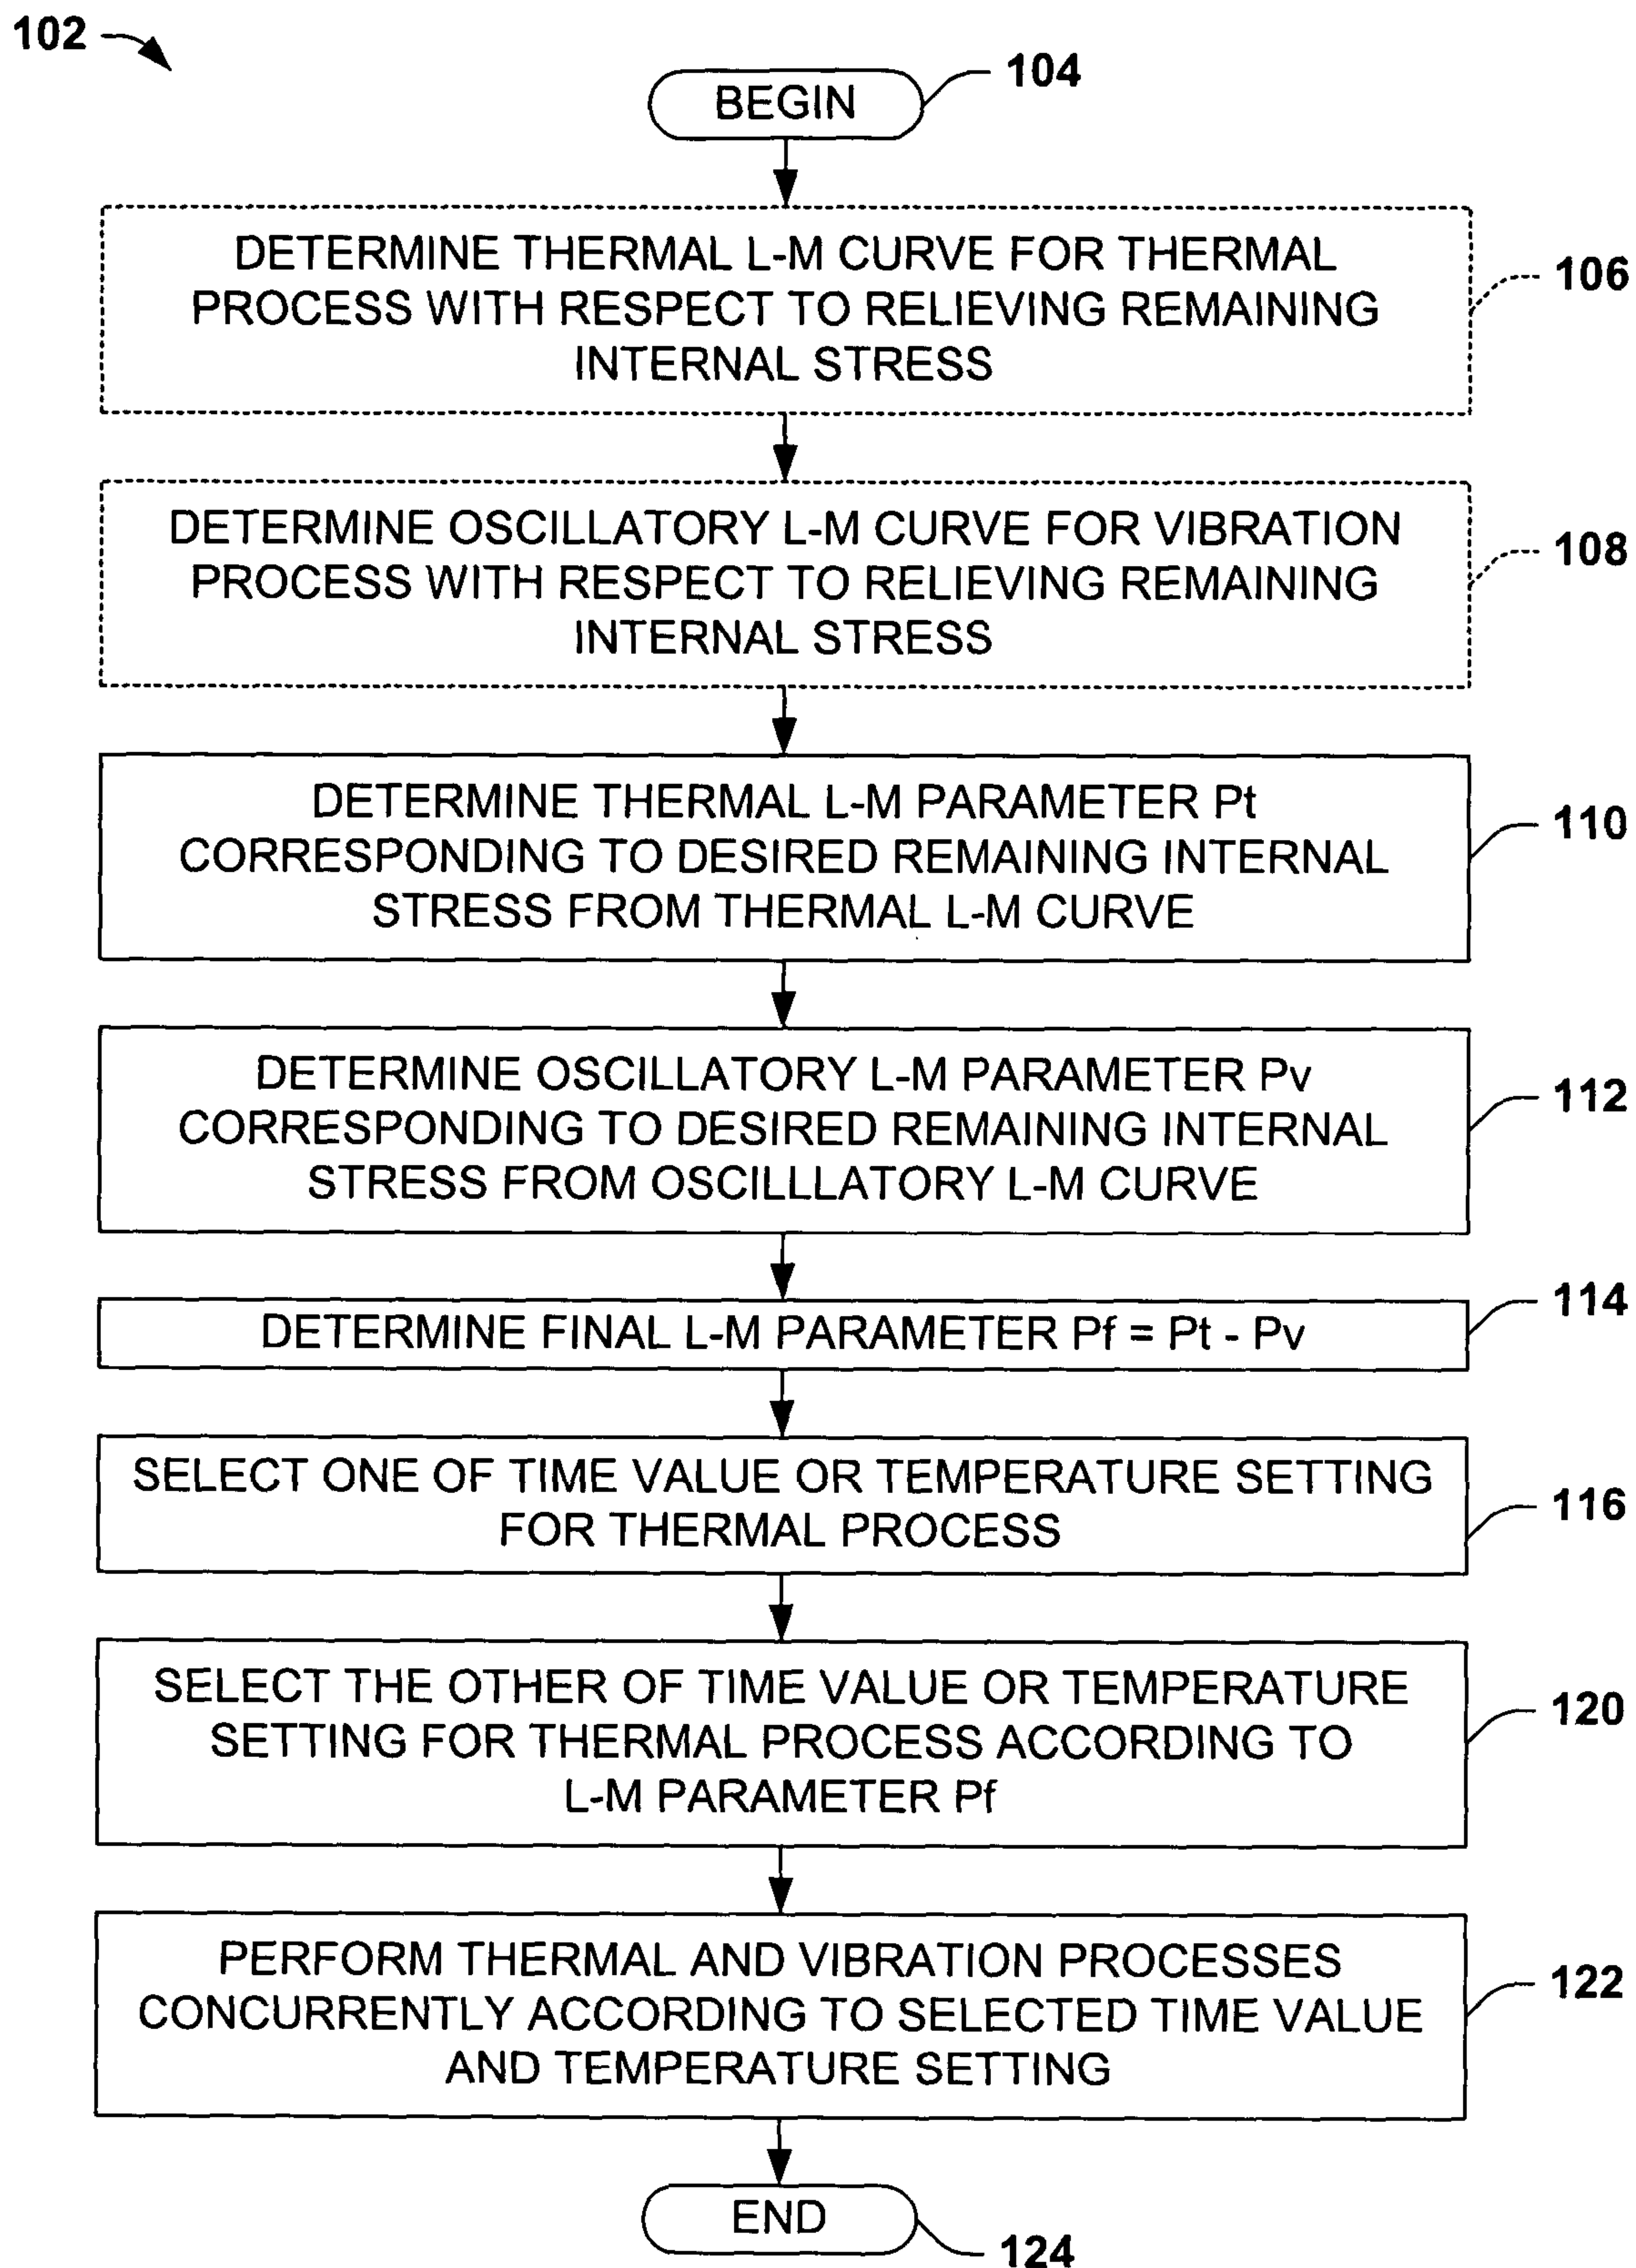 102
104
BEGIN
DETERMINE THERMAL L-M CURVE FOR THERMAL
PROCESS WITH RESPECT TO RELIEVING REMAINING
INTERNAL STRESS
106
DETERMINE OSCILLATORY L-M CURVE FOR VIBRATION
PROCESS WITH RESPECT TO RELIEVING REMAINING
INTERNAL STRESS
108
DETERMINE THERMAL L-M PARAMETER Pt
CORRESPONDING TO DESIRED REMAINING INTERNAL
STRESS FROM THERMAL L-M CURVE
110
DETERMINE OSCILLATORY L-M PARAMETER Pv
CORRESPONDING TO DESIRED REMAINING INTERNAL
STRESS FROM OSCILLLATORY L-M CURVE
112
DETERMINE FINAL L-M PARAMETER Pf = Pt - Pv
114
SELECT ONE OF TIME VALUE OR TEMPERATURE SETTING
FOR THERMAL PROCESS
116
SELECT THE OTHER OF TIME VALUE OR TEMPERATURE
SETTING FOR THERMAL PROCESS ACCORDING TO
L-M PARAMETER Pf
120
PERFORM THERMAL AND VIBRATION PROCESSES
CONCURRENTLY ACCORDING TO SELECTED TIME VALUE
AND TEMPERATURE SETTING
122
END
124